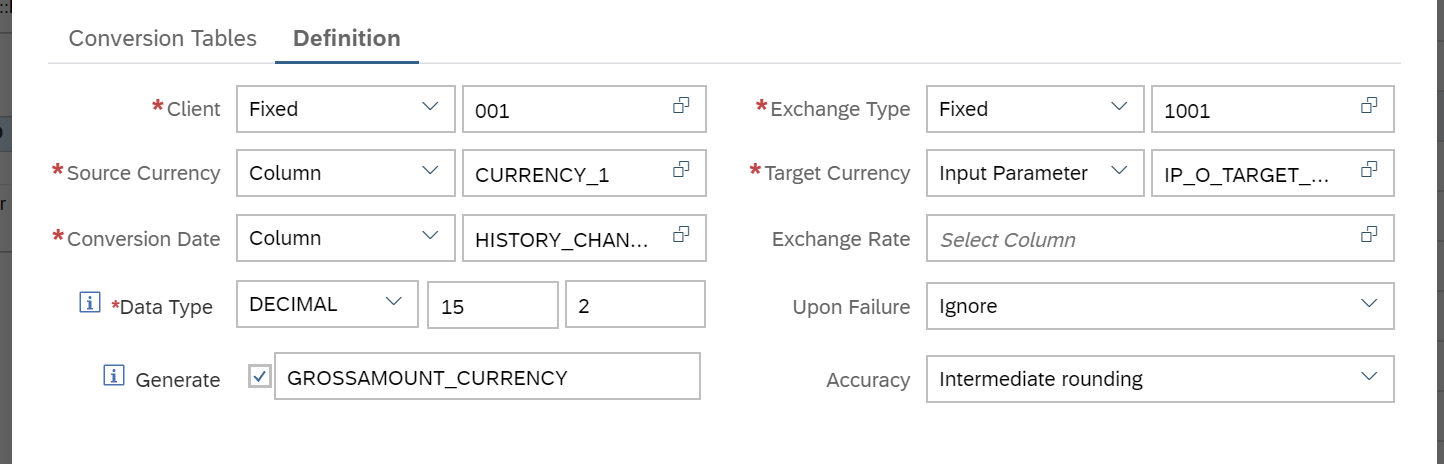 Conversion Tables Definition
*Client Fixed 001 *Exchange Type Fixed 1001
*Source Currency Column CURRENCY_1 *Target Currency Input Parameter IP_O_TARGET_...
*Conversion Date Column HISTORY_CHAN... Exchange Rate Select Column
*Data Type DECIMAL 15 2 Upon Failure Ignore
Generate GROSSAMOUNT_CURRENCY Accuracy Intermediate rounding